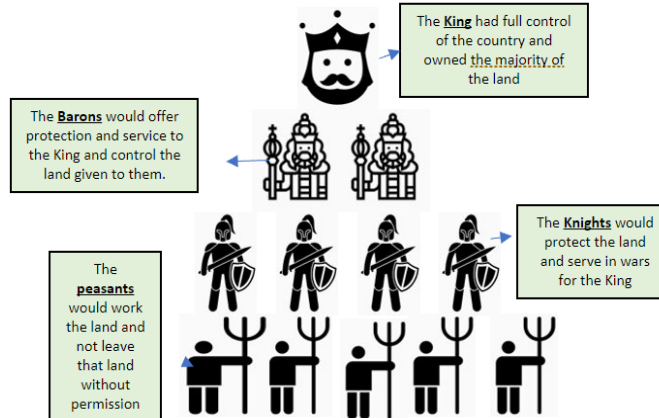 The King had full control
of the country and
owned the majority of
the land
The Barons would offer
protection and service to
the King and control the
land given to them.
The Knights would
protect the land
and serve in wars
for the King
The
peasants
would work
the land and
not leave
that land
without
permission